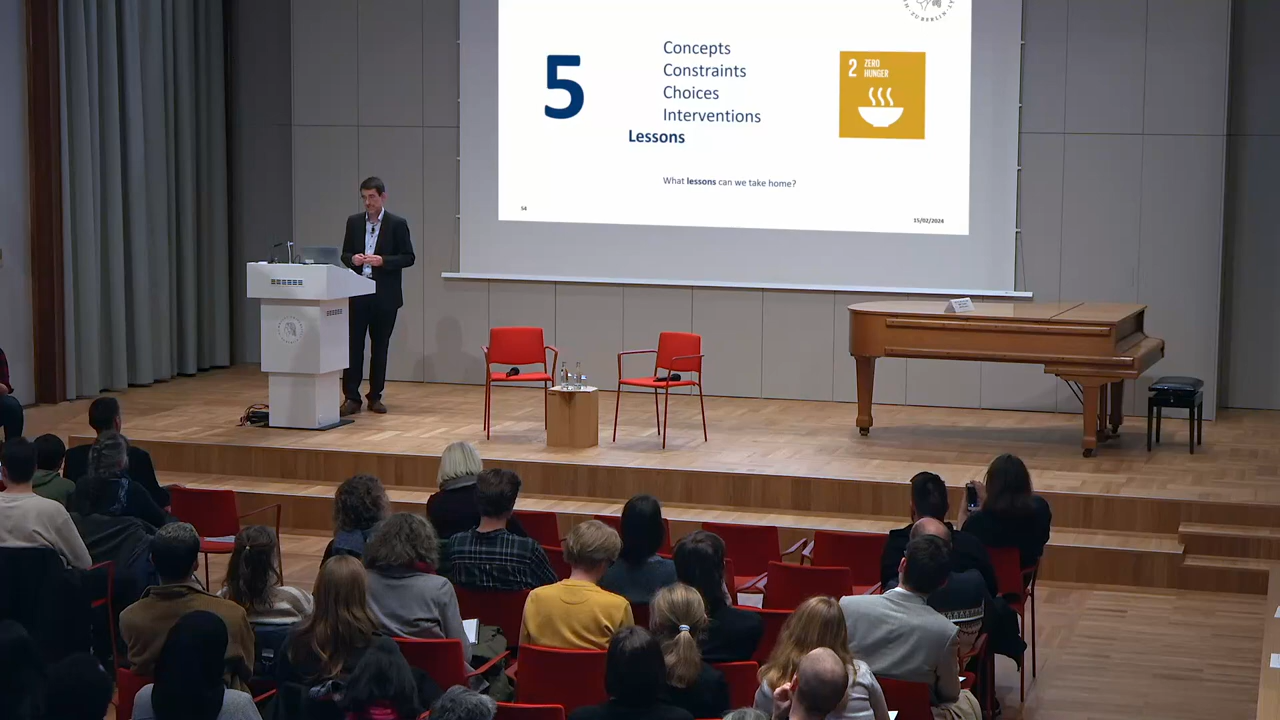 5
Concepts
Constraints
Choices
Interventions
Lessons
What lessons can we take home?
54
15/02/2024
2 ZERO
HUNGER